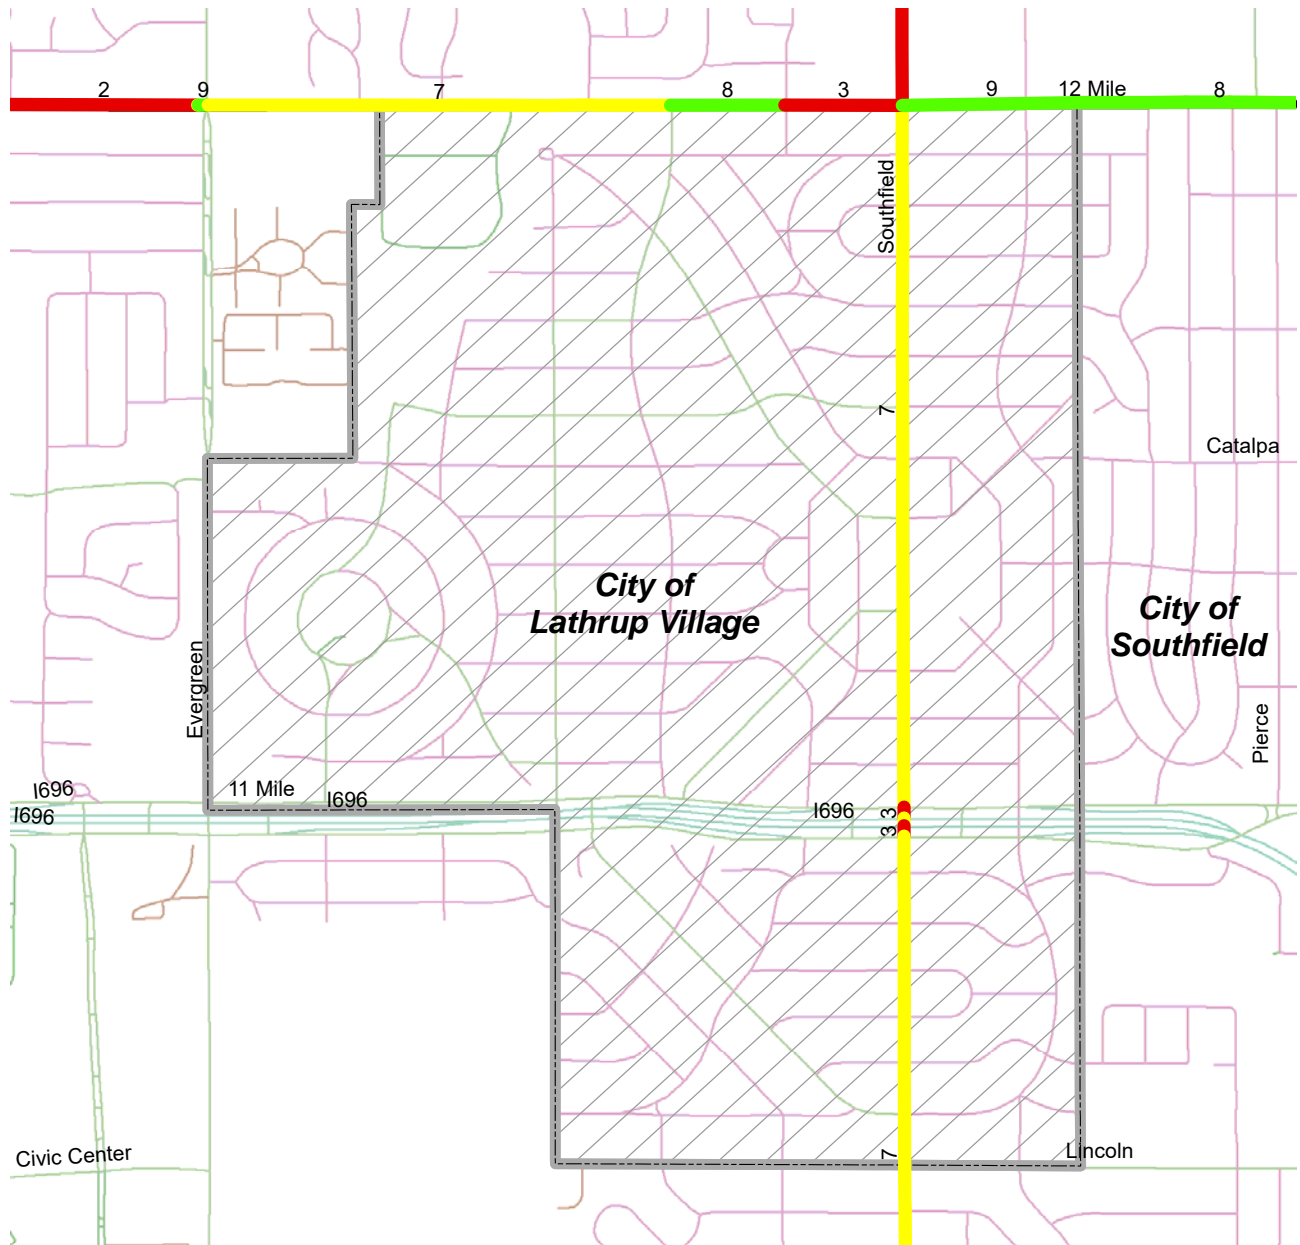 2
9
7
8
3
9
12 Mile
8
Southfield
7
Catalpa
City of
Lathrup Village
City of
Southfield
Evergreen
Pierce
I696
11 Mile
I696
I696
I696
3
3
Civic Center
7
Lincoln